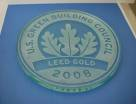 U.S. GREEN BUILDING COUNCIL
LEED GOLD
2008